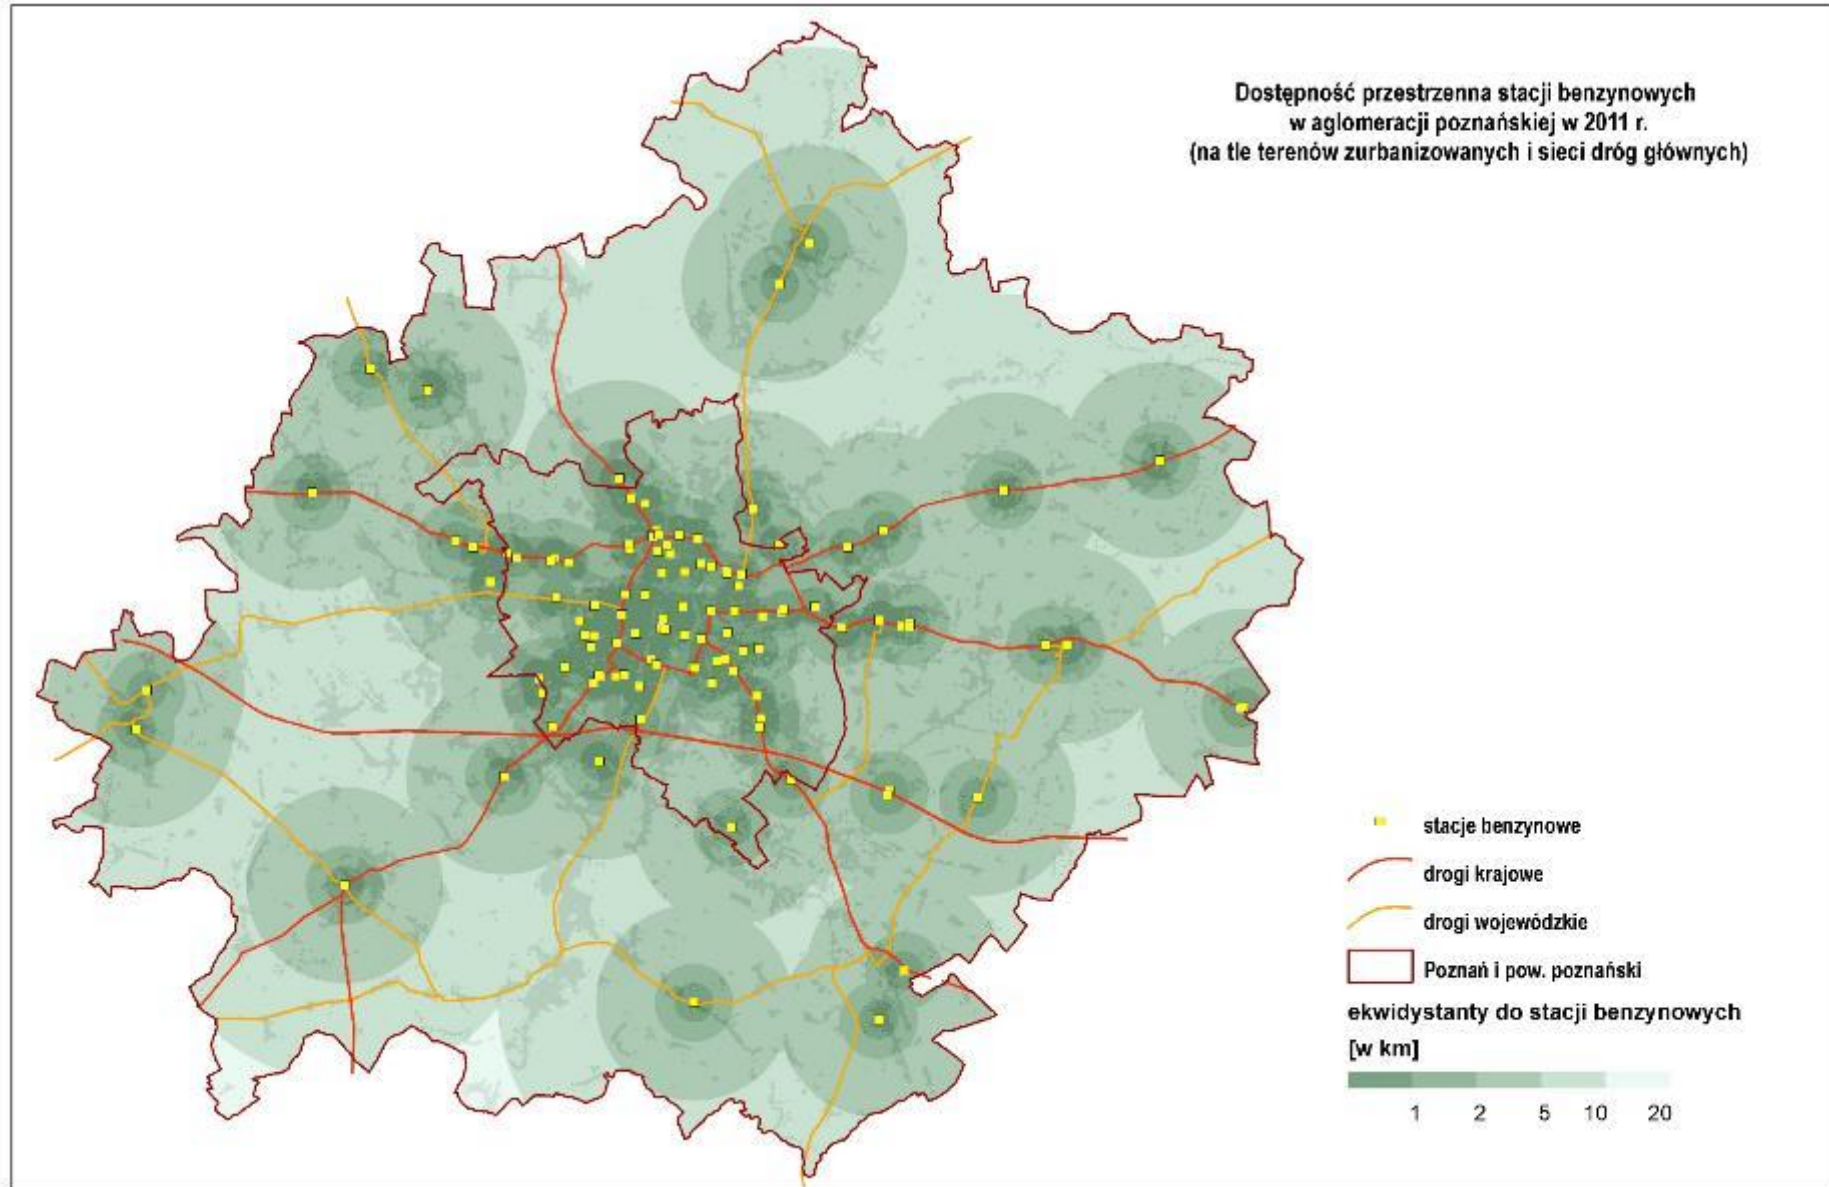 Dostępność przestrzenna stacji benzynowych
w aglomeracji poznańskiej w 2011 r.
(na tle terenów zurbanizowanych i sieci dróg głównych)
stacje benzynowe
drogi krajowe
drogi wojewódzkie
Poznań i pow. poznański
ekwidystanty do stacji benzynowych
[w km]
1 2 5 10 20